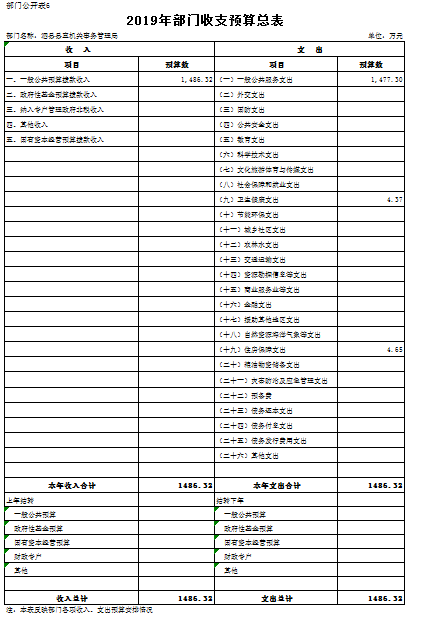 部门公开表6
2019年部门收支预算总表
部门名称：泗县县直机关事务管理局 单位：万元
收 入 支 出
项目 预算数 项目 预算数
一、一般公共预算拨款收入 1,486.32 （一）一般公共服务支出 1,477.30
二、政府性基金预算拨款收入 （二）外交支出
三、纳入专户管理政府非税收入 （三）国防支出
四、其他收入 （四）公共安全支出
五、国有资本经营预算拨款收入 （五）教育支出
（六）科学技术支出
（七）文化旅游体育与传媒支出
（八）社会保障和就业支出
（九）卫生健康支出 4.37
（十）节能环保支出
（十一）城乡社区支出
（十二）农林水支出
（十三）交通运输支出
（十四）资源勘探信息等支出
（十五）商业服务业等支出
（十六）金融支出
（十七）援助其他地区支出
（十八）自然资源海洋气象等支出
（十九）住房保障支出 4.65
（二十）粮油物资储备支出
（二十一）灾害防治及应急管理支出
（二十二）预备费
（二十三）债务还本支出
（二十四）债务付息支出
（二十五）债务发行费用支出
（二十六）其他支出
本年收入合计 1486.32 本年支出合计 1486.32
上年结转 结转下年
一般公共预算 一般公共预算
政府性基金预算 政府性基金预算
国有资本经营预算 国有资本经营预算
财政专户 财政专户
其他 其他
收入总计 1486.32 支出总计 1486.32
注：本表反映部门各项收入、支出预算安排情况